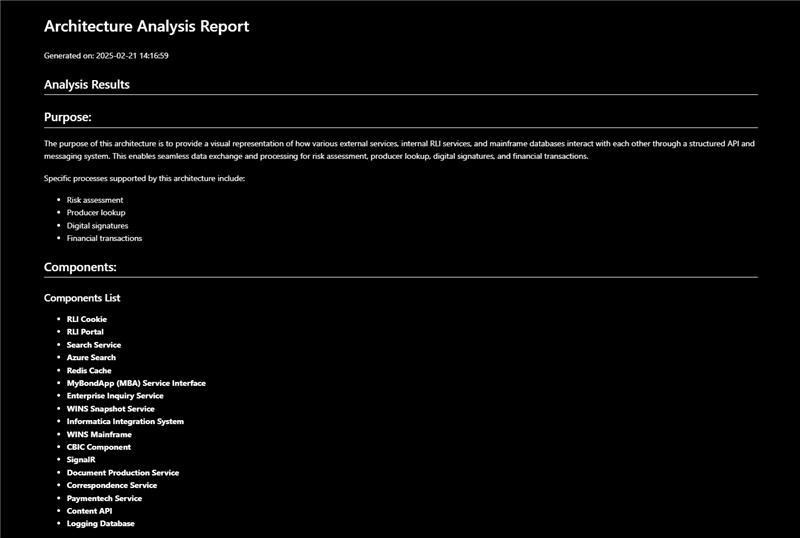 Architecture Analysis Report
Generated on: 2025-02-21 14:16:59
Analysis Results
Purpose:
The purpose of this architecture is to provide a visual representation of how various external services, internal RLI services, and mainframe databases interact with each other through a structured API and
messaging system. This enables seamless data exchange and processing for risk assessment, producer lookup, digital signatures, and financial transactions.
Specific processes supported by this architecture include:
• Risk assessment
• Producer lookup
• Digital signatures
• Financial transactions
Components:
Components List
• RLI Cookie
• RLI Portal
• Search Service
• Azure Search
• Redis Cache
• MyBondApp (MBA) Service Interface
• Enterprise Inquiry Service
• WINS Snapshot Service
• Informatica Integration System
• WINS Mainframe
• CBIC Component
• SignalR
• Document Production Service
• Correspondence Service
• Paymentech Service
• Content API
• Logging Database